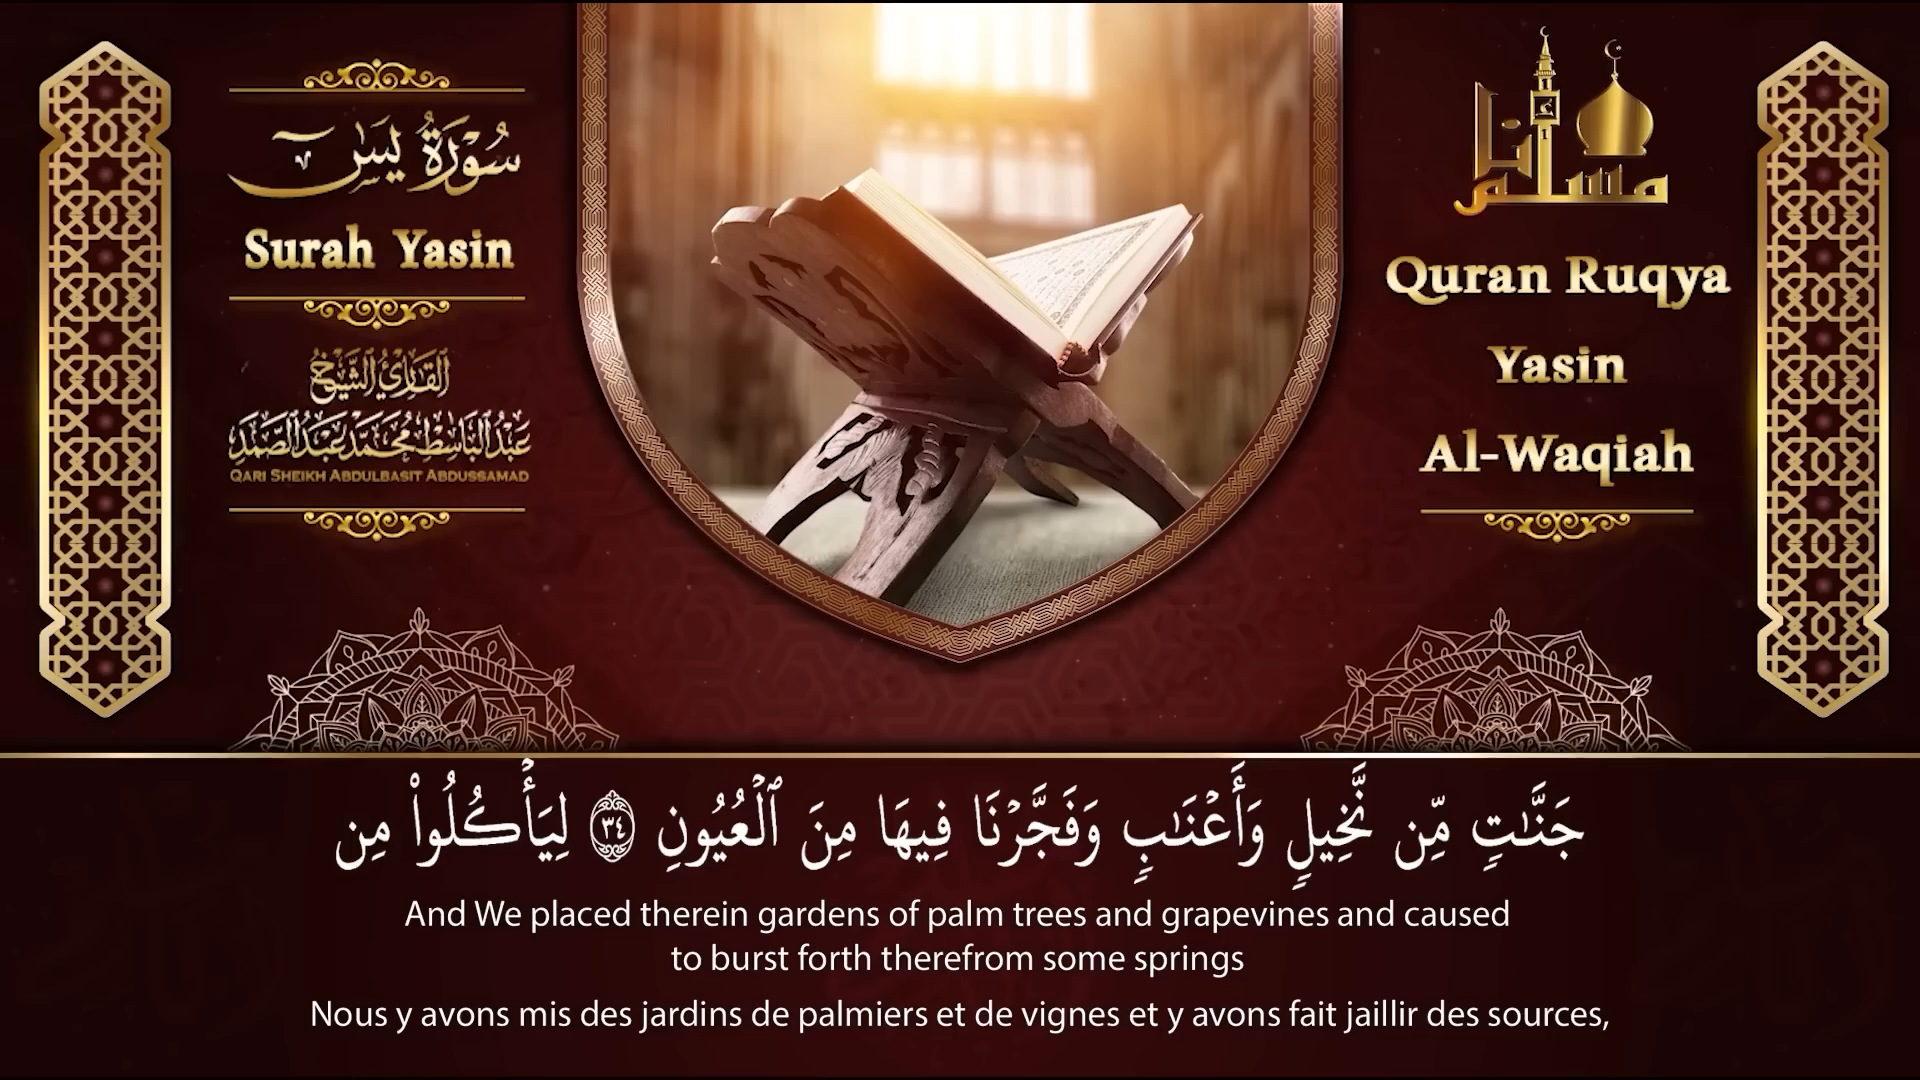 سُورَةُ يسٓ
Surah Yasin
القارئ الشيخ
عبد الباسط محمد عبد الصمد
QARI SHEIKH ABDULBASIT ABDUSSAMAD
أنا مسلم
Quran Ruqya
Yasin
Al-Waqiah
جَنَّـٰتٍ مِّن نَّخِيلٍ وَأَعْنَـٰبٍ وَفَجَّرْنَا فِيهَا مِنَ ٱلْعُيُونِ ٣٤ لِيَأْكُلُوا۟ مِن
And We placed therein gardens of palm trees and grapevines and caused
to burst forth therefrom some springs
Nous y avons mis des jardins de palmiers et de vignes et y avons fait jaillir des sources,